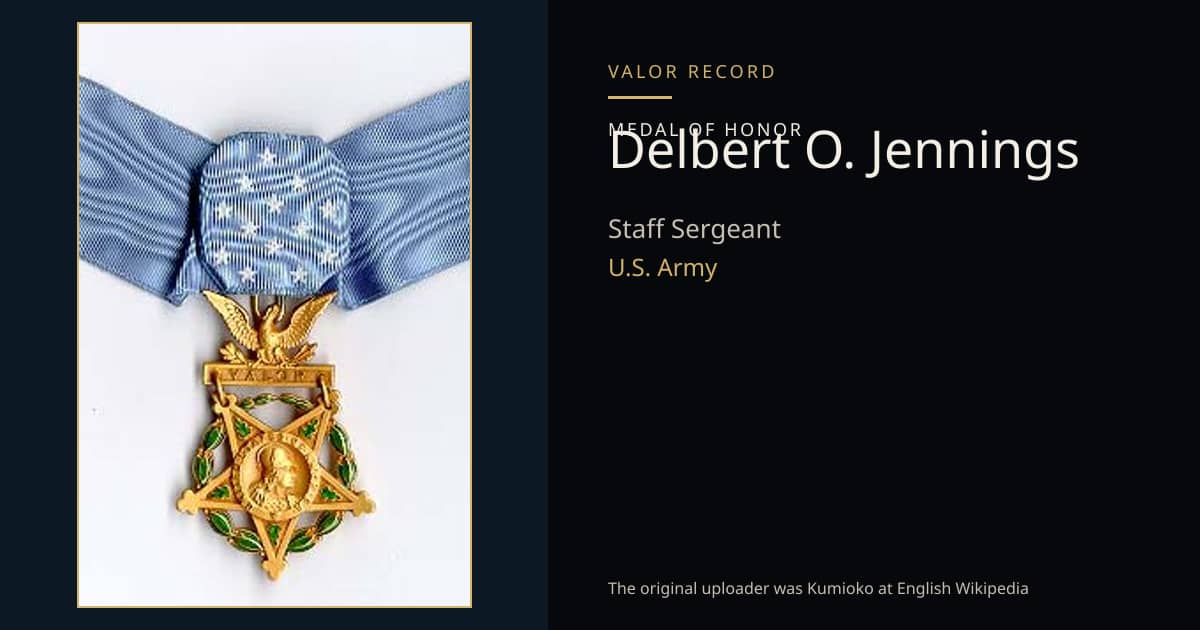 VALOR RECORD
MEDAL OF HONOR
Delbert O. Jennings
Staff Sergeant
U.S. Army
VALOR
The original uploader was Kumioko at English Wikipedia